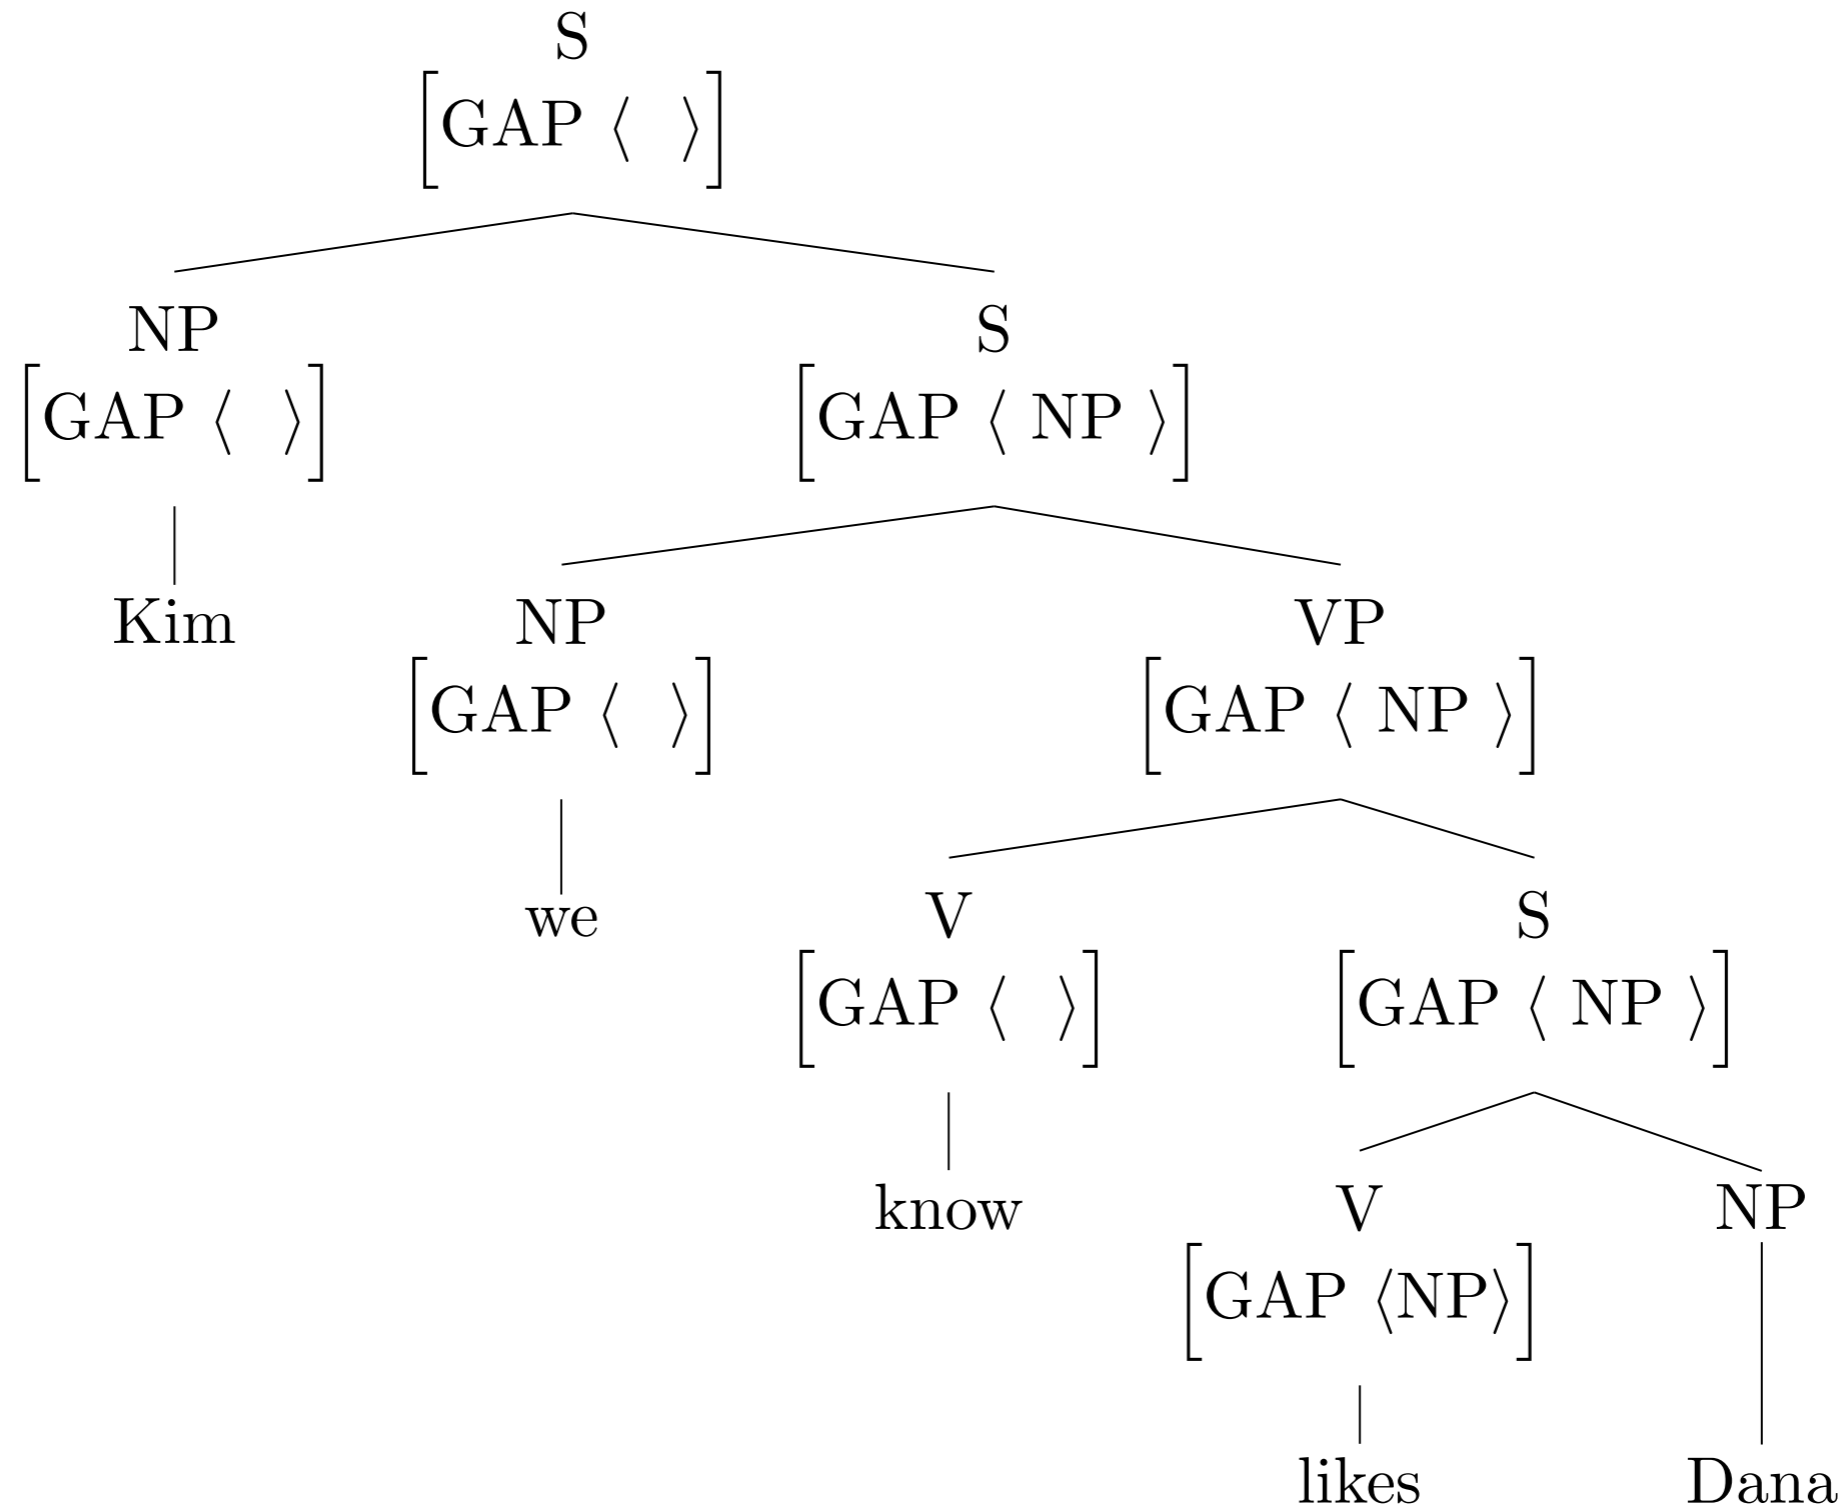 S
[GAP ⟨ ⟩]
NP S
[GAP ⟨ ⟩] [GAP ⟨ NP ⟩]
Kim NP VP
[GAP ⟨ ⟩] [GAP ⟨ NP ⟩]
we V S
[GAP ⟨ ⟩] [GAP ⟨ NP ⟩]
know V NP
[GAP ⟨NP⟩]
likes Dana